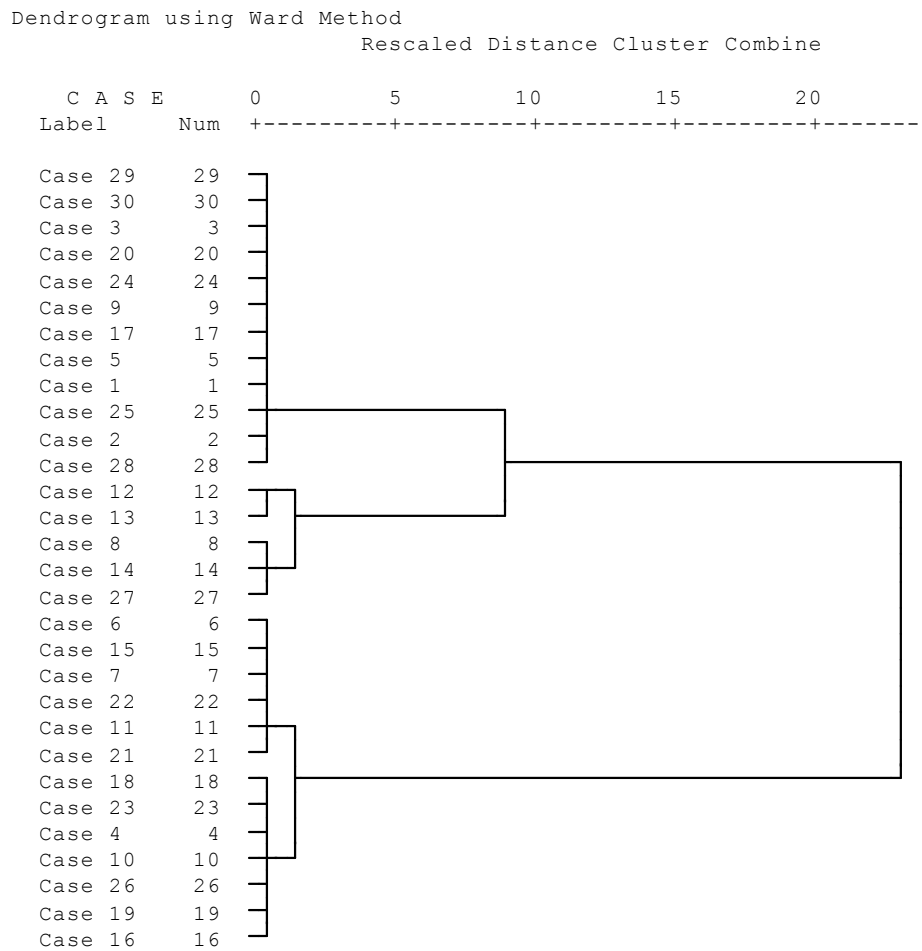 Dendrogram using Ward Method
Rescaled Distance Cluster Combine
C A S E 0 5 10 15 20
Label Num +---------+---------+---------+---------+-------
Case 29 29
Case 30 30
Case 3 3
Case 20 20
Case 24 24
Case 9 9
Case 17 17
Case 5 5
Case 1 1
Case 25 25
Case 2 2
Case 28 28
Case 12 12
Case 13 13
Case 8 8
Case 14 14
Case 27 27
Case 6 6
Case 15 15
Case 7 7
Case 22 22
Case 11 11
Case 21 21
Case 18 18
Case 23 23
Case 4 4
Case 10 10
Case 26 26
Case 19 19
Case 16 16